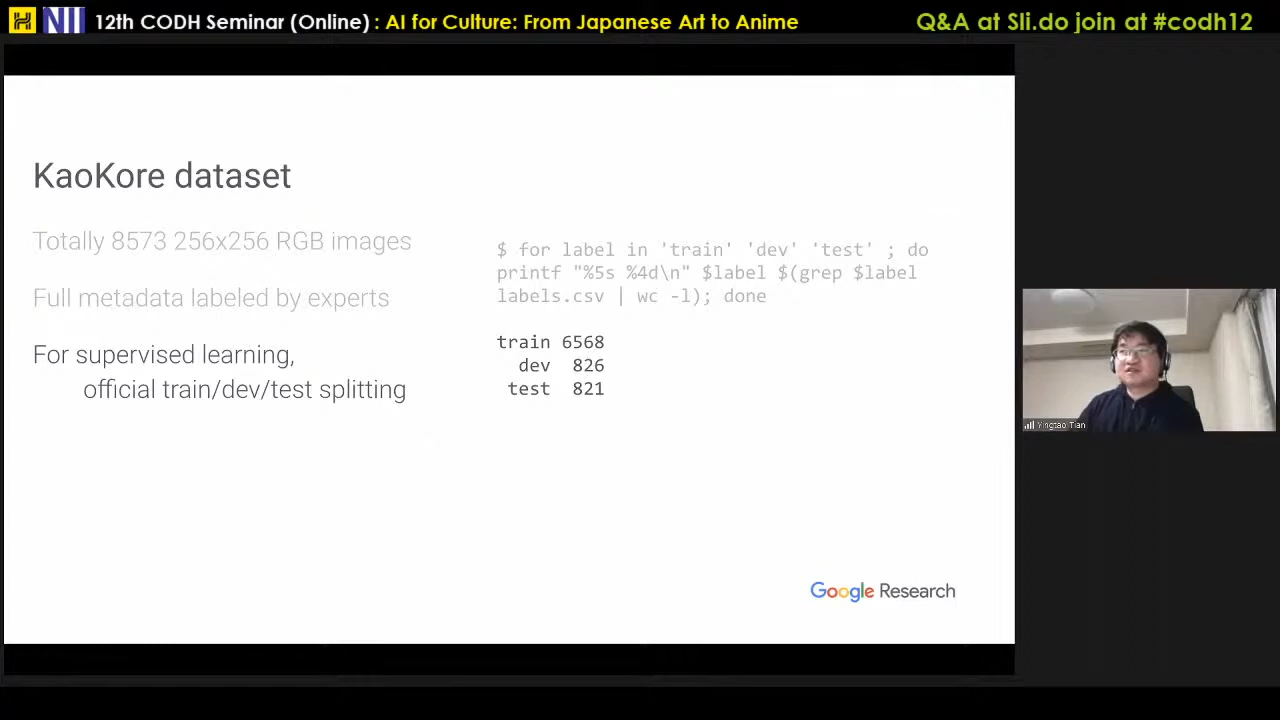 12th CODH Seminar (Online) : AI for Culture: From Japanese Art to Anime
Q&A at Sli.do join at #codh12
NII
KaoKore dataset
Totally 8573 256x256 RGB images
Full metadata labeled by experts
For supervised learning,
official train/dev/test splitting
$ for label in 'train' 'dev' 'test' ; do
printf "%5s %4d\n" $label $(grep $label
labels.csv | wc -l); done
train 6568
dev 826
test 821
Yingtao Tian
Google Research